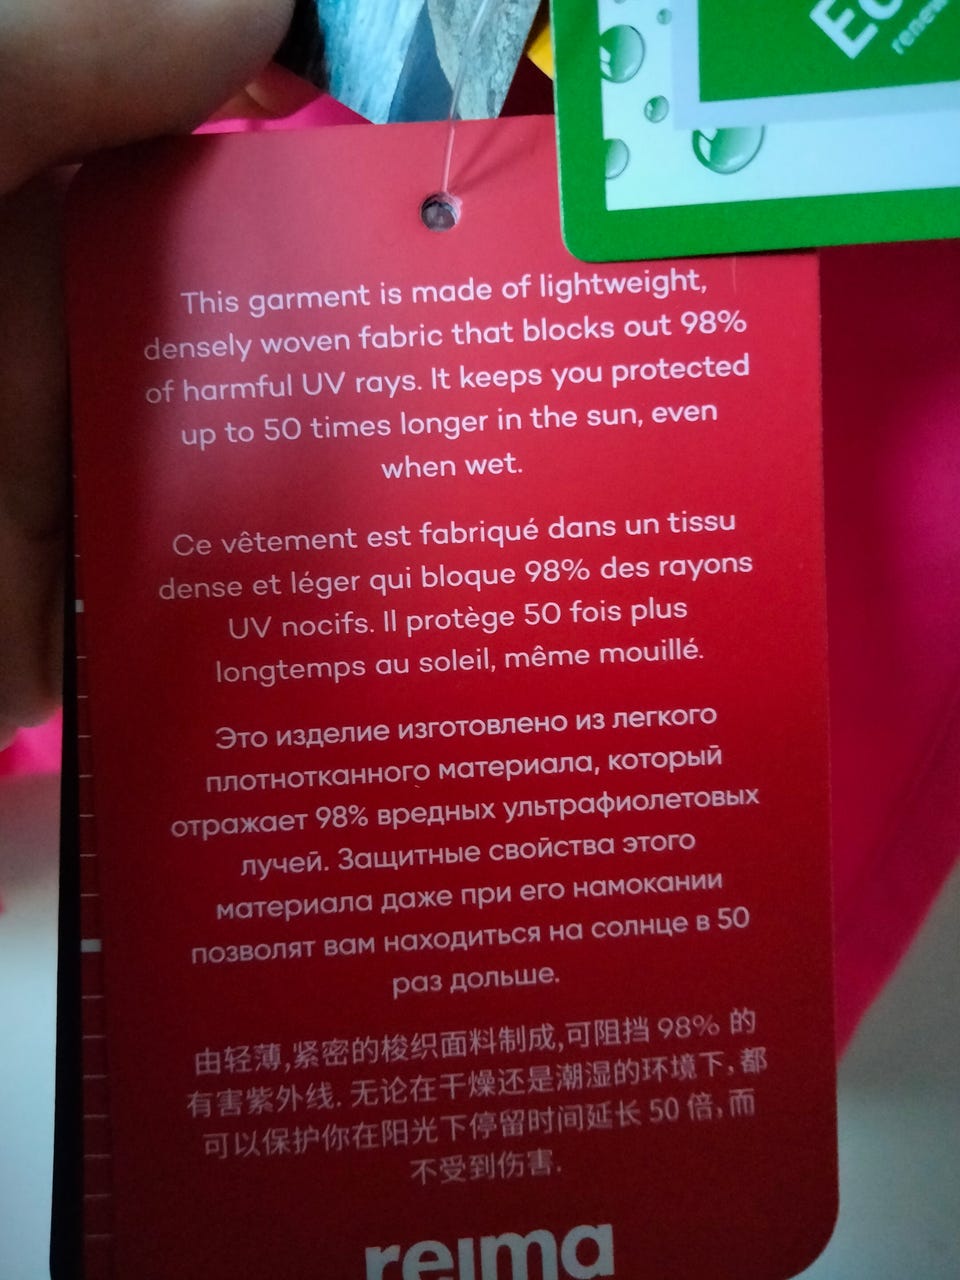 This garment is made of lightweight,
densely woven fabric that blocks out 98%
of harmful UV rays. It keeps you protected
up to 50 times longer in the sun, even
when wet.
Ce vêtement est fabriqué dans un tissu
dense et léger qui bloque 98% des rayons
UV nocifs. Il protège 50 fois plus
longtemps au soleil, même mouillé.
Это изделие изготовлено из легкого
плотнотканного материала, который
отражает 98% вредных ультрафиолетовых
лучей. Защитные свойства этого
материала даже при его намокании
позволят вам находиться на солнце в 50
раз дольше.
由轻薄,紧密的梭织面料制成,可阻挡 98% 的
有害紫外线. 无论在干燥还是潮湿的环境下,都
可以保护你在阳光下停留时间延长 50 倍,而
不受到伤害.
reima